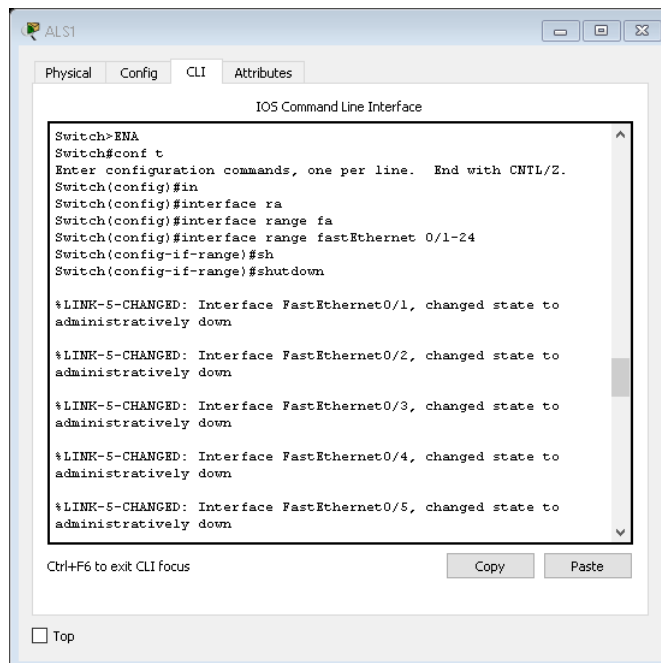 ALS1
Physical Config CLI Attributes
IOS Command Line Interface
Switch>ENA
Switch#conf t
Enter configuration commands, one per line.  End with CNTL/Z.
Switch(config)#in
Switch(config)#interface ra
Switch(config)#interface range fa
Switch(config)#interface range fastEthernet 0/1-24
Switch(config-if-range)#sh
Switch(config-if-range)#shutdown
%LINK-5-CHANGED: Interface FastEthernet0/1, changed state to
administratively down
%LINK-5-CHANGED: Interface FastEthernet0/2, changed state to
administratively down
%LINK-5-CHANGED: Interface FastEthernet0/3, changed state to
administratively down
%LINK-5-CHANGED: Interface FastEthernet0/4, changed state to
administratively down
%LINK-5-CHANGED: Interface FastEthernet0/5, changed state to
administratively down
Ctrl+F6 to exit CLI focus Copy Paste
Top